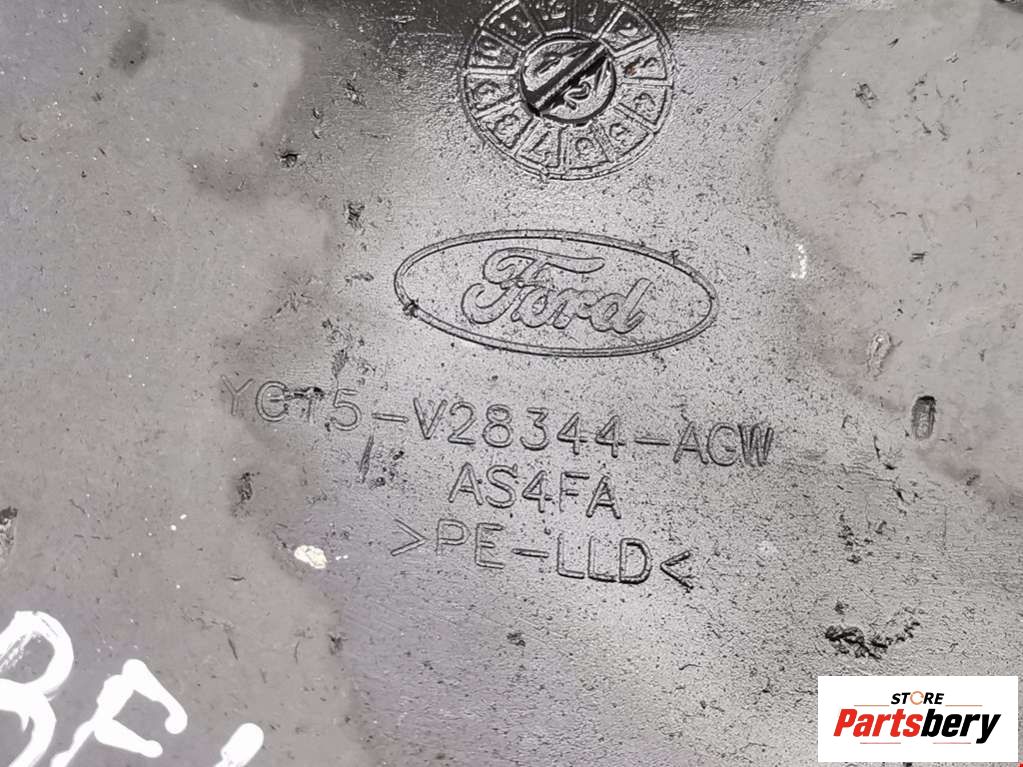 Ford
YC15-V28344-ACW
AS4FA
>PE-LLD<
STORE
Partsbery